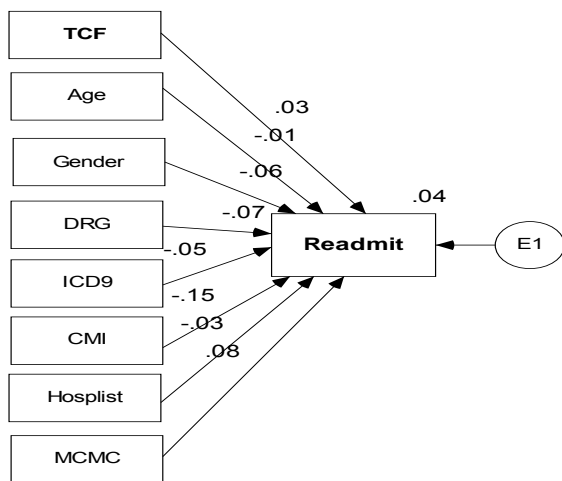 TCF
Age
Gender
DRG
ICD9
CMI
Hosplist
MCMC
.03
-.01
-.06
-.07
-.05
-.15
-.03
.08
.04
Readmit
E1